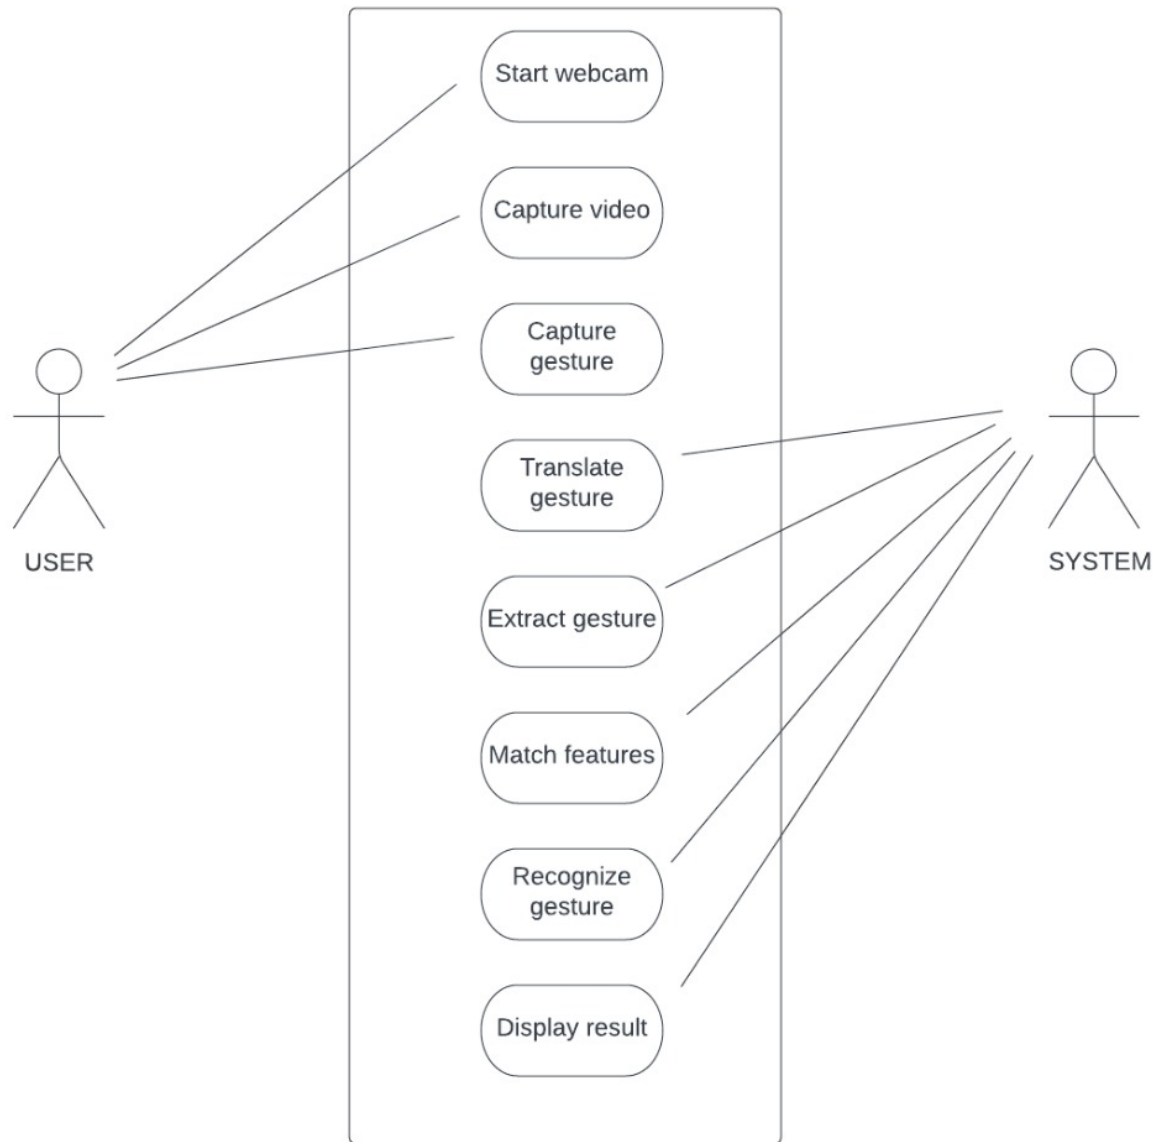 Start webcam
Capture video
Capture
gesture
Translate
gesture
Extract gesture
Match features
Recognize
gesture
Display result
USER
SYSTEM